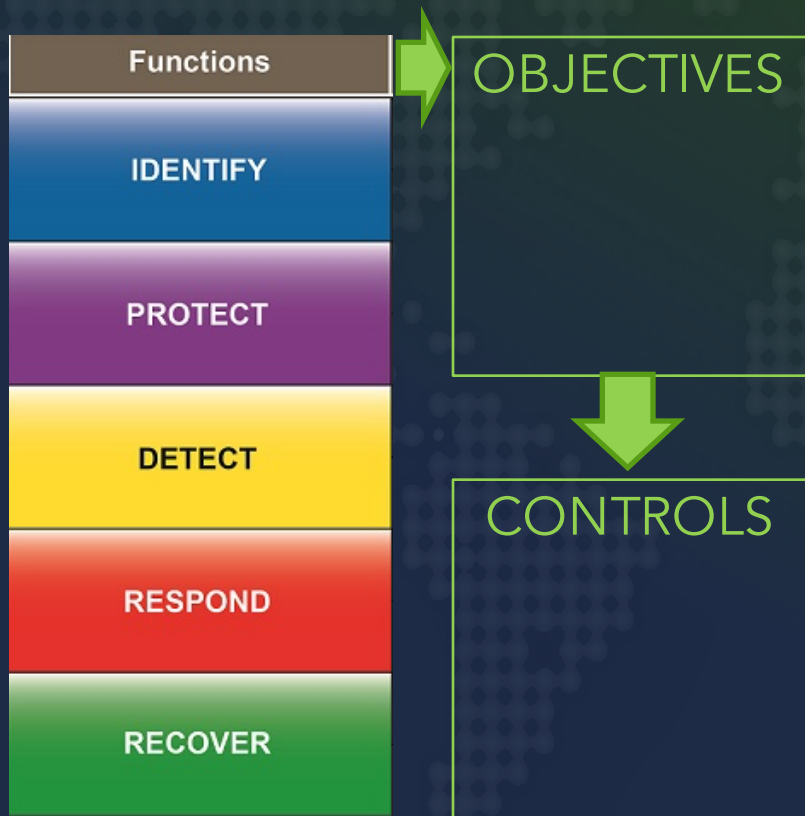 Functions
IDENTIFY
PROTECT
DETECT
RESPOND
RECOVER
OBJECTIVES
CONTROLS